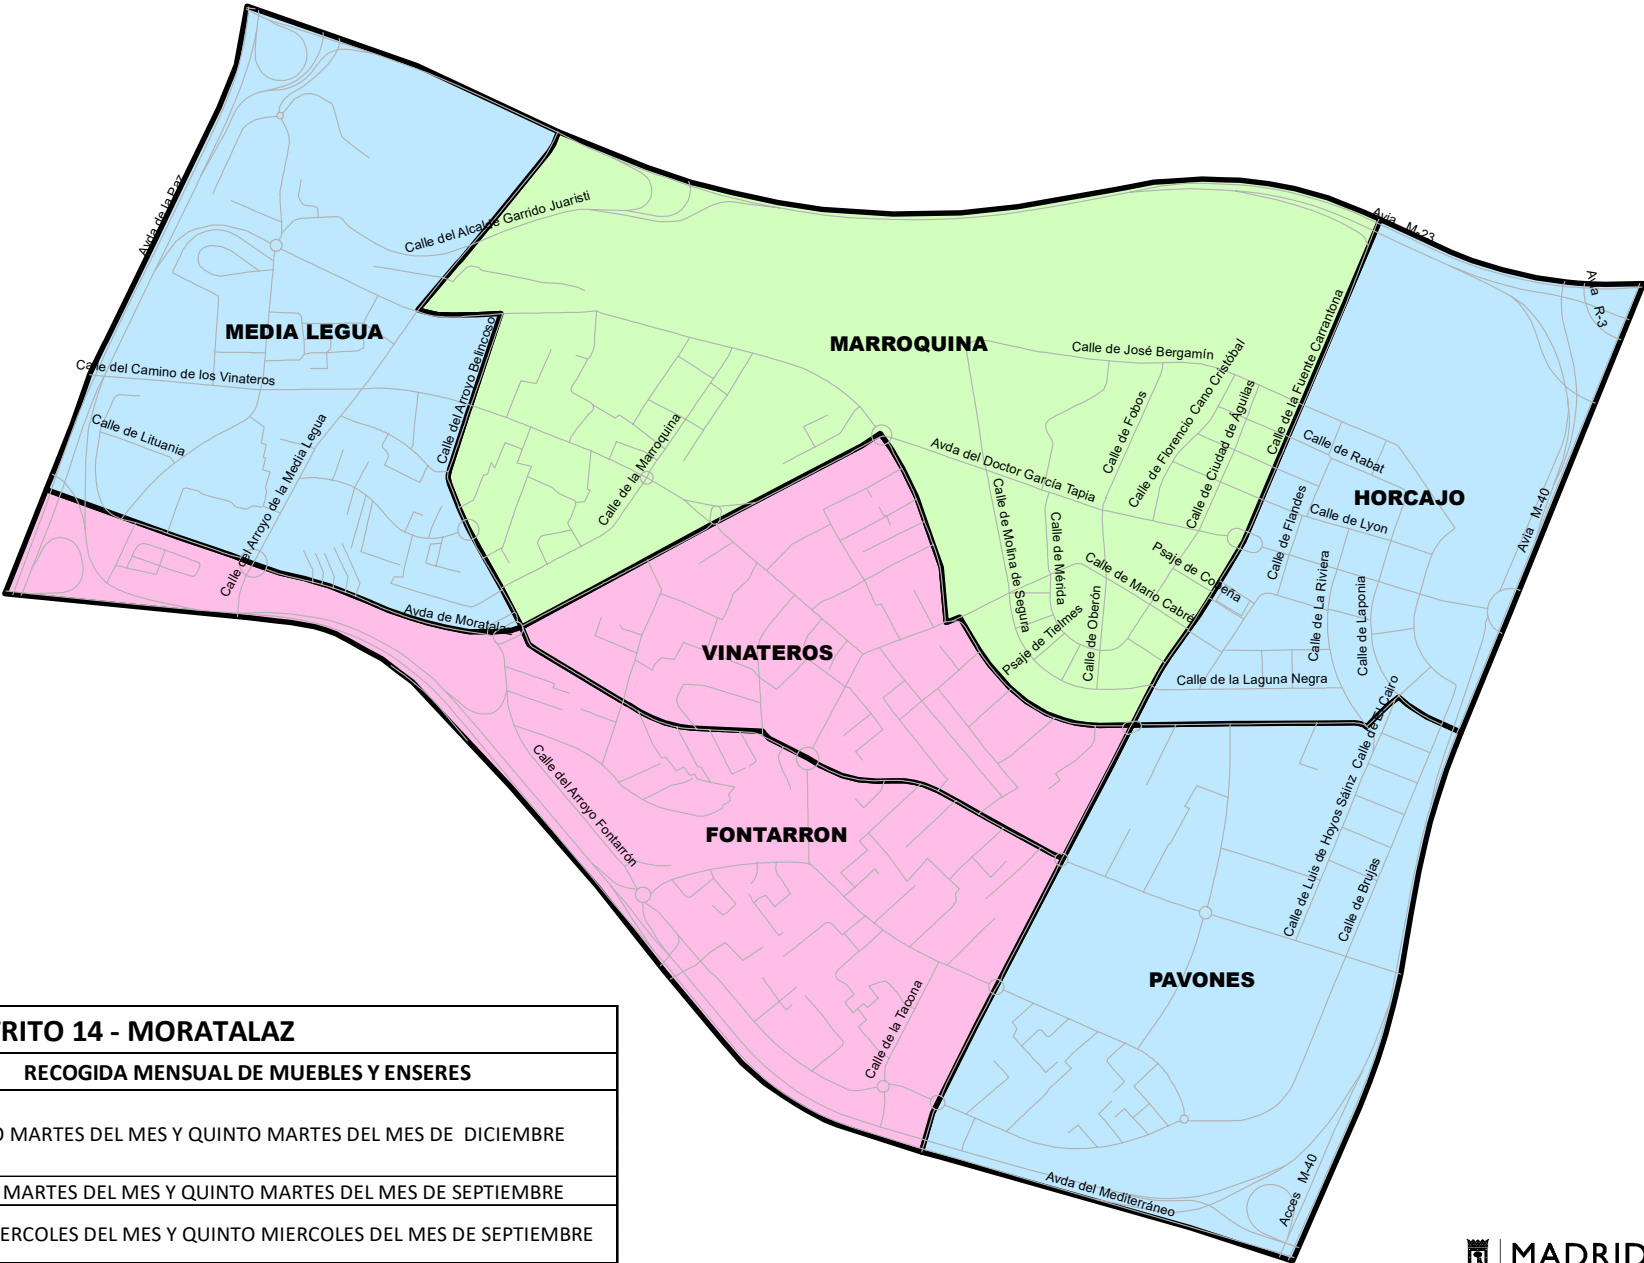 Avda de la Paz
Calle del Alcalde Garrido Juaristi
Avia M-23
Avia R-3
MEDIA LEGUA
MARROQUINA
Calle de José Bergamín
Calle de Florencio Cano Cristóbal
Calle de la Fuente Carrantona
Calle del Camino de los Vinateros
Calle del Arroyo Belincoso
Calle de Lituania
Calle del Arroyo de la Media Legua
Calle de la Marroquina
Avda del Doctor García Tapia
Calle de Fobos
Calle de Ciudad de Águilas
Calle de Rabat
HORCAJO
Calle de Lyon
Calle de Flandes
Avia M-40
Calle de Molina de Segura
Calle de Mérida
Calle de Mario Cabré
Psaje de
Calle de La Riviera
Calle de Laponia
Avda de Moratalaz
Psaje de Tielmes
Calle de Oberón
VINATEROS
Calle de la Laguna Negra
Calle de El Cairo
Calle del Arroyo Fontarrón
FONTARRON
Calle de Luis de Hoyos Sáinz
Calle de Brujas
PAVONES
Calle de la Tacona
Avda del Mediterráneo
Acces M-40
TRITO 14 - MORATALAZ
RECOGIDA MENSUAL DE MUEBLES Y ENSERES
O MARTES DEL MES Y QUINTO MARTES DEL MES DE DICIEMBRE
MARTES DEL MES Y QUINTO MARTES DEL MES DE SEPTIEMBRE
ERCOLES DEL MES Y QUINTO MIERCOLES DEL MES DE SEPTIEMBRE
MADRID